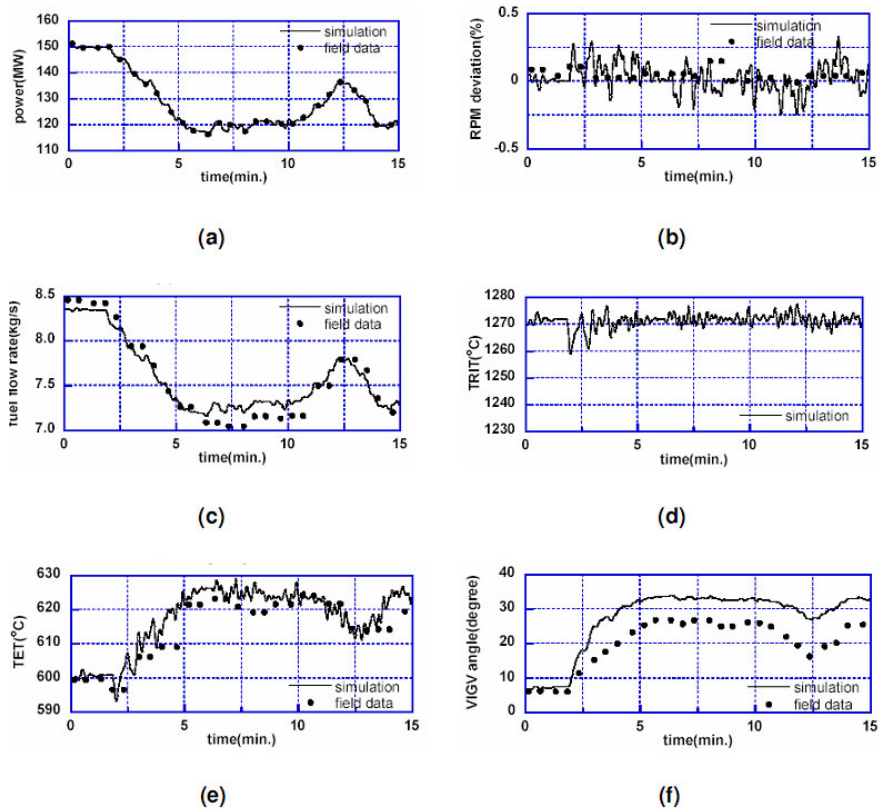 160
150
140
130
120
110
power(MW)
simulation
field data
0
5
10
15
time(min.)
(a)
0.5
0
-0.5
RPM deviation(%)
simulation
field data
0
5
10
15
time(min.)
(b)
8.5
8.0
7.5
7.0
fuel flow rate(kg/s)
simulation
field data
0
5
10
15
time(min.)
(c)
1280
1270
1260
1250
1240
1230
TRIT(°C)
simulation
0
5
10
15
time(min.)
(d)
630
620
610
600
590
TET(°C)
simulation
field data
0
5
10
15
time(min.)
(e)
40
30
20
10
0
VIGV angle(degree)
simulation
field data
0
5
10
15
time(min.)
(f)